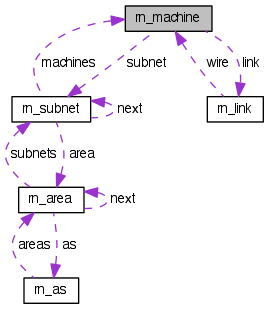 rn_machine
machines
subnet
wire
link
rn_subnet
next
rn_link
subnets
area
rn_area
next
areas
as
rn_as